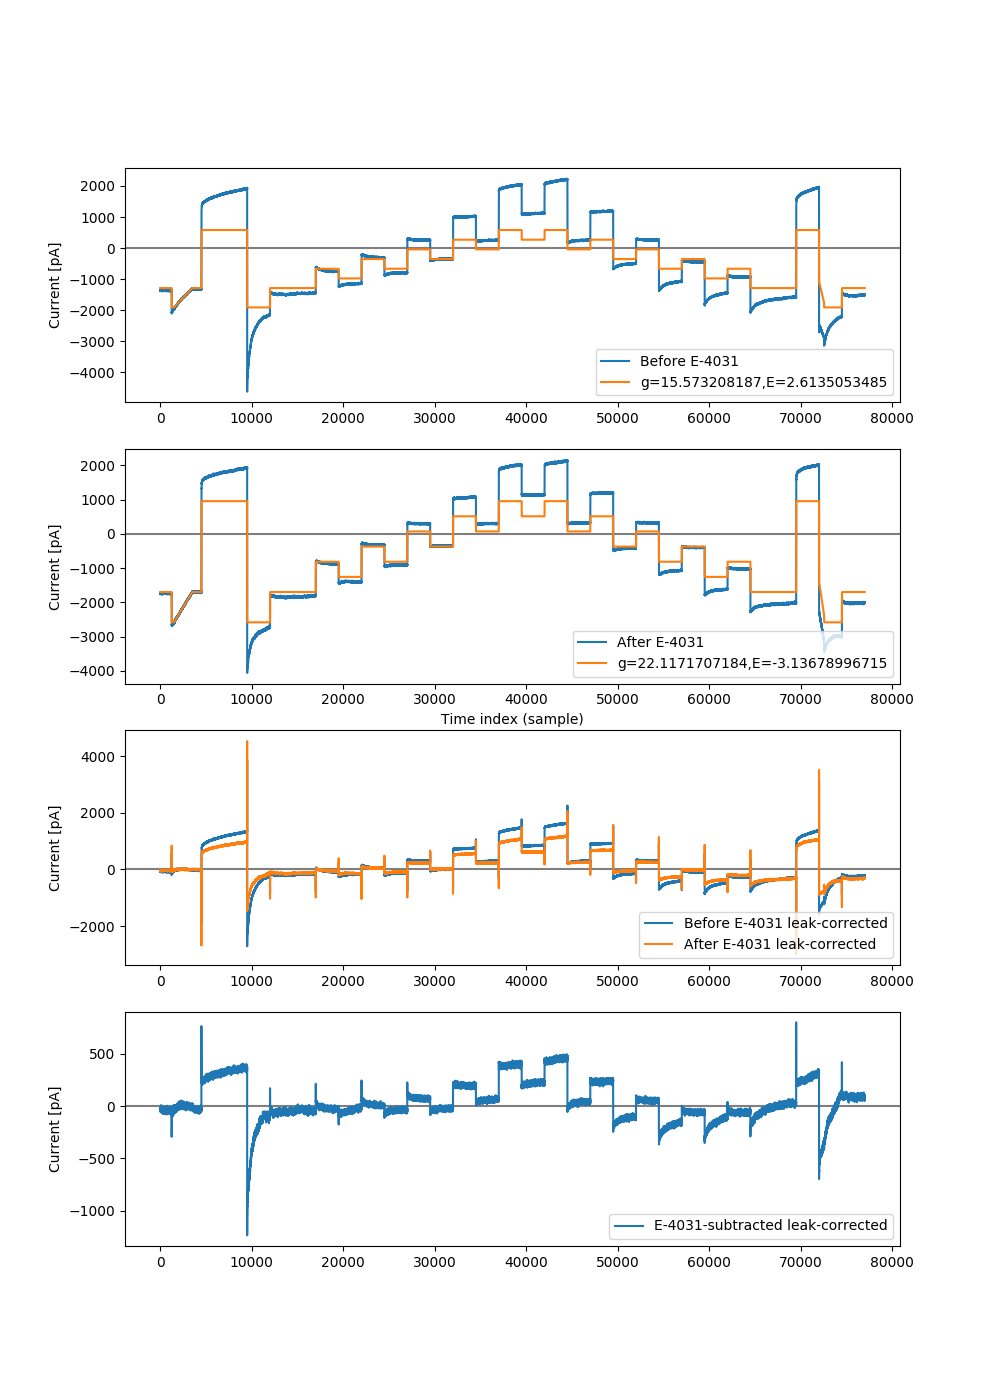 2000
1000
0
−1000
−2000
−3000
−4000
Current [pA]
Before E-4031
g=15.573208187,E=2.6135053485
0 10000 20000 30000 40000 50000 60000 70000 80000
2000
1000
0
−1000
−2000
−3000
−4000
Current [pA]
After E-4031
g=22.1171707184,E=-3.13678996715
0 10000 20000 30000 40000 50000 60000 70000 80000
Time index (sample)
4000
2000
0
−2000
Current [pA]
Before E-4031 leak-corrected
After E-4031 leak-corrected
0 10000 20000 30000 40000 50000 60000 70000 80000
500
0
−500
−1000
Current [pA]
E-4031-subtracted leak-corrected
0 10000 20000 30000 40000 50000 60000 70000 80000